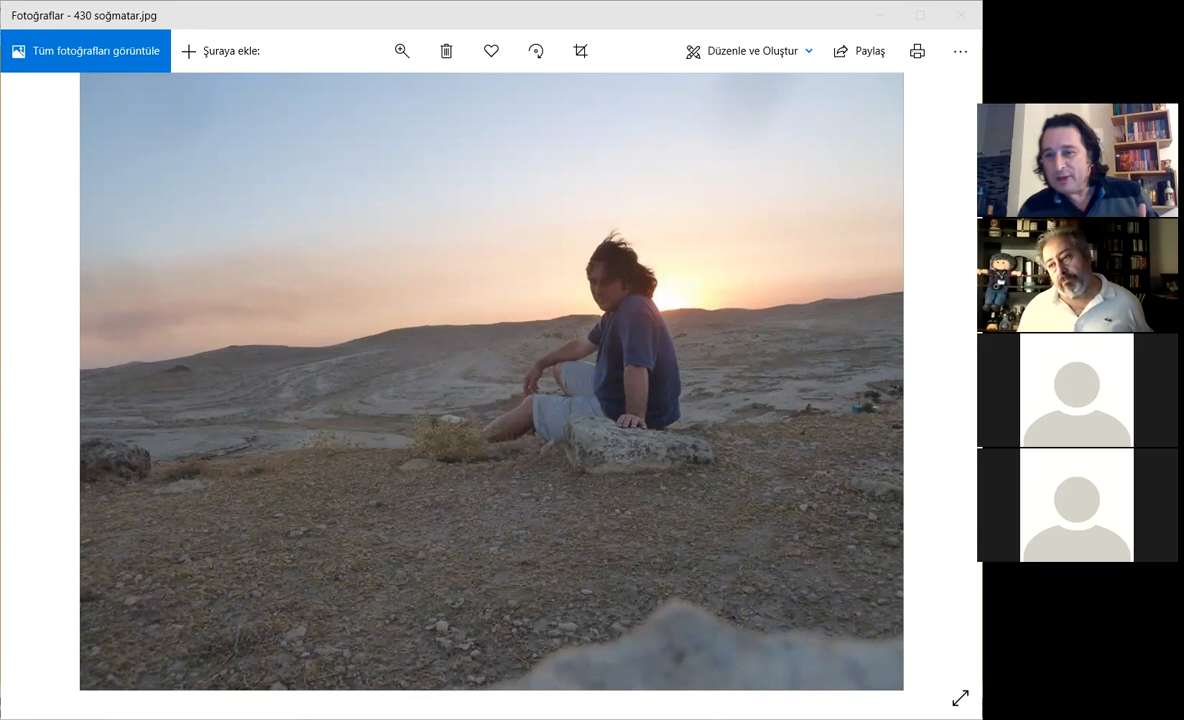 Fotoğraflar - 430 soğmatar.jpg
Tüm fotoğrafları görüntüle
Şuraya ekle:
Düzenle ve Oluştur
Paylaş